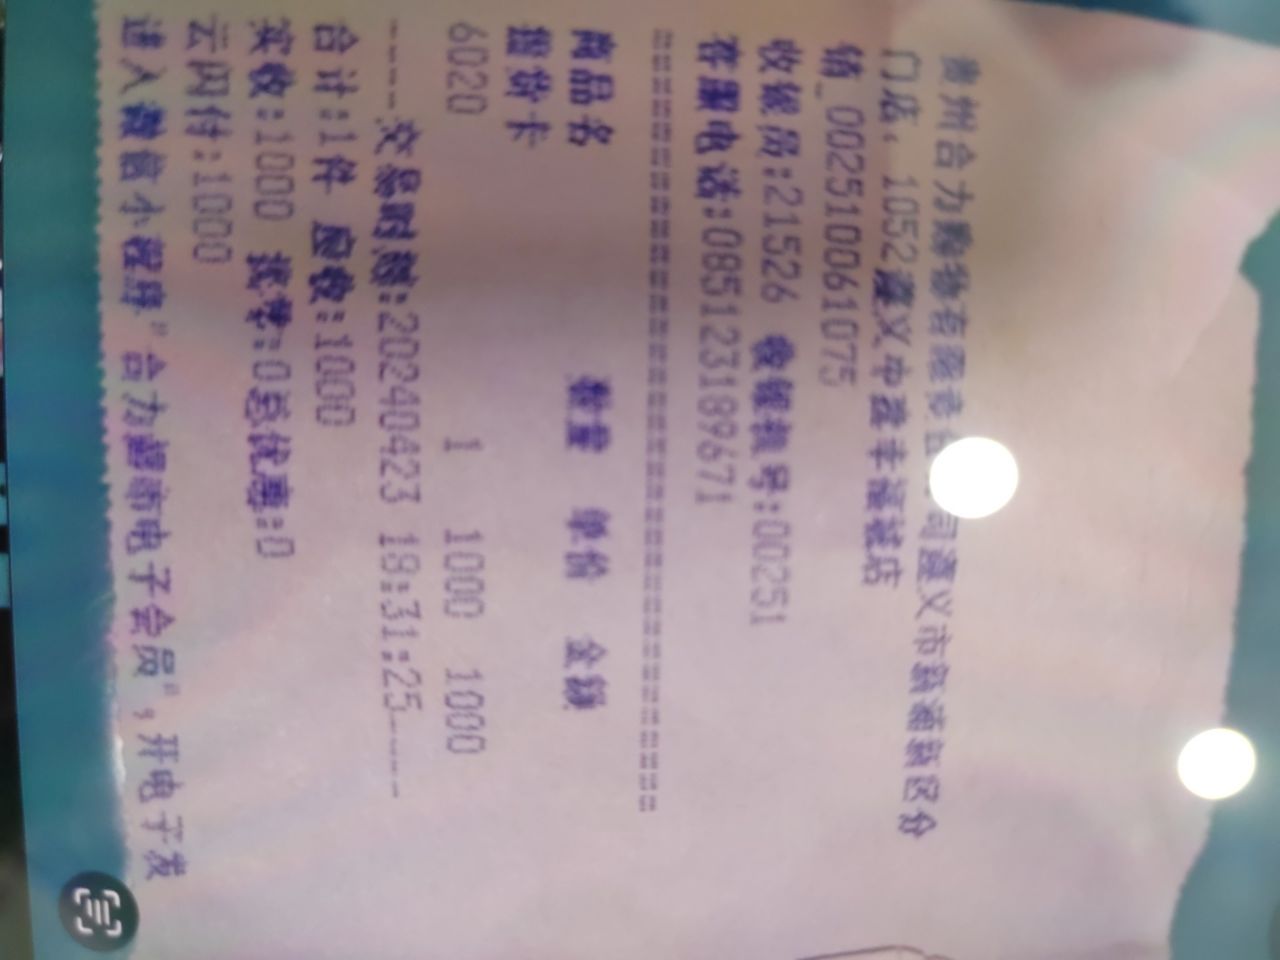 贵州合力购物有限责任公司遵义市新蒲新区分
门店: 1052遵义中森幸福城店
销_002510061075
收银员:21526 收银机号:00251
客服电话:085123189671
==============================
商品名 数量 单价 金额
提货卡
6020 1 1000 1000
----交易时间:20240423 18:31:25----
合计:1件 应收:1000
实收:1000 找零:0总优惠:0
云闪付:1000
进入微信小程序"合力超市电子会员",开电子发